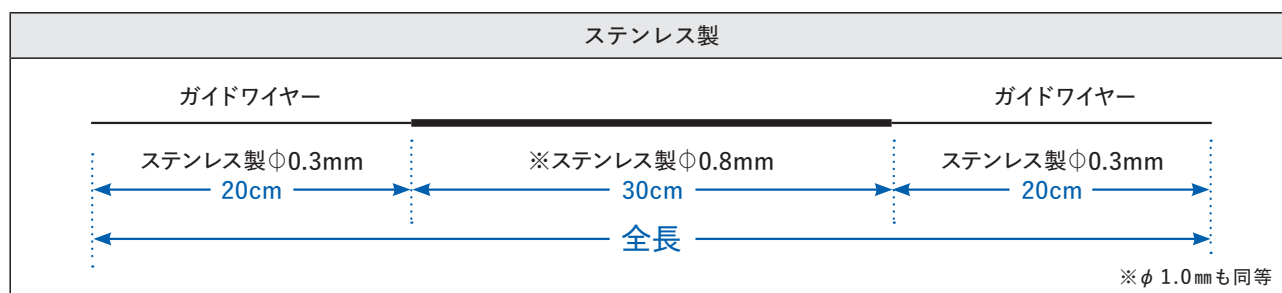 ステンレス製
ガイドワイヤー ガイドワイヤー
ステンレス製φ0.3mm ※ステンレス製φ0.8mm ステンレス製φ0.3mm
20cm 30cm 20cm
全長
※φ 1.0㎜も同等